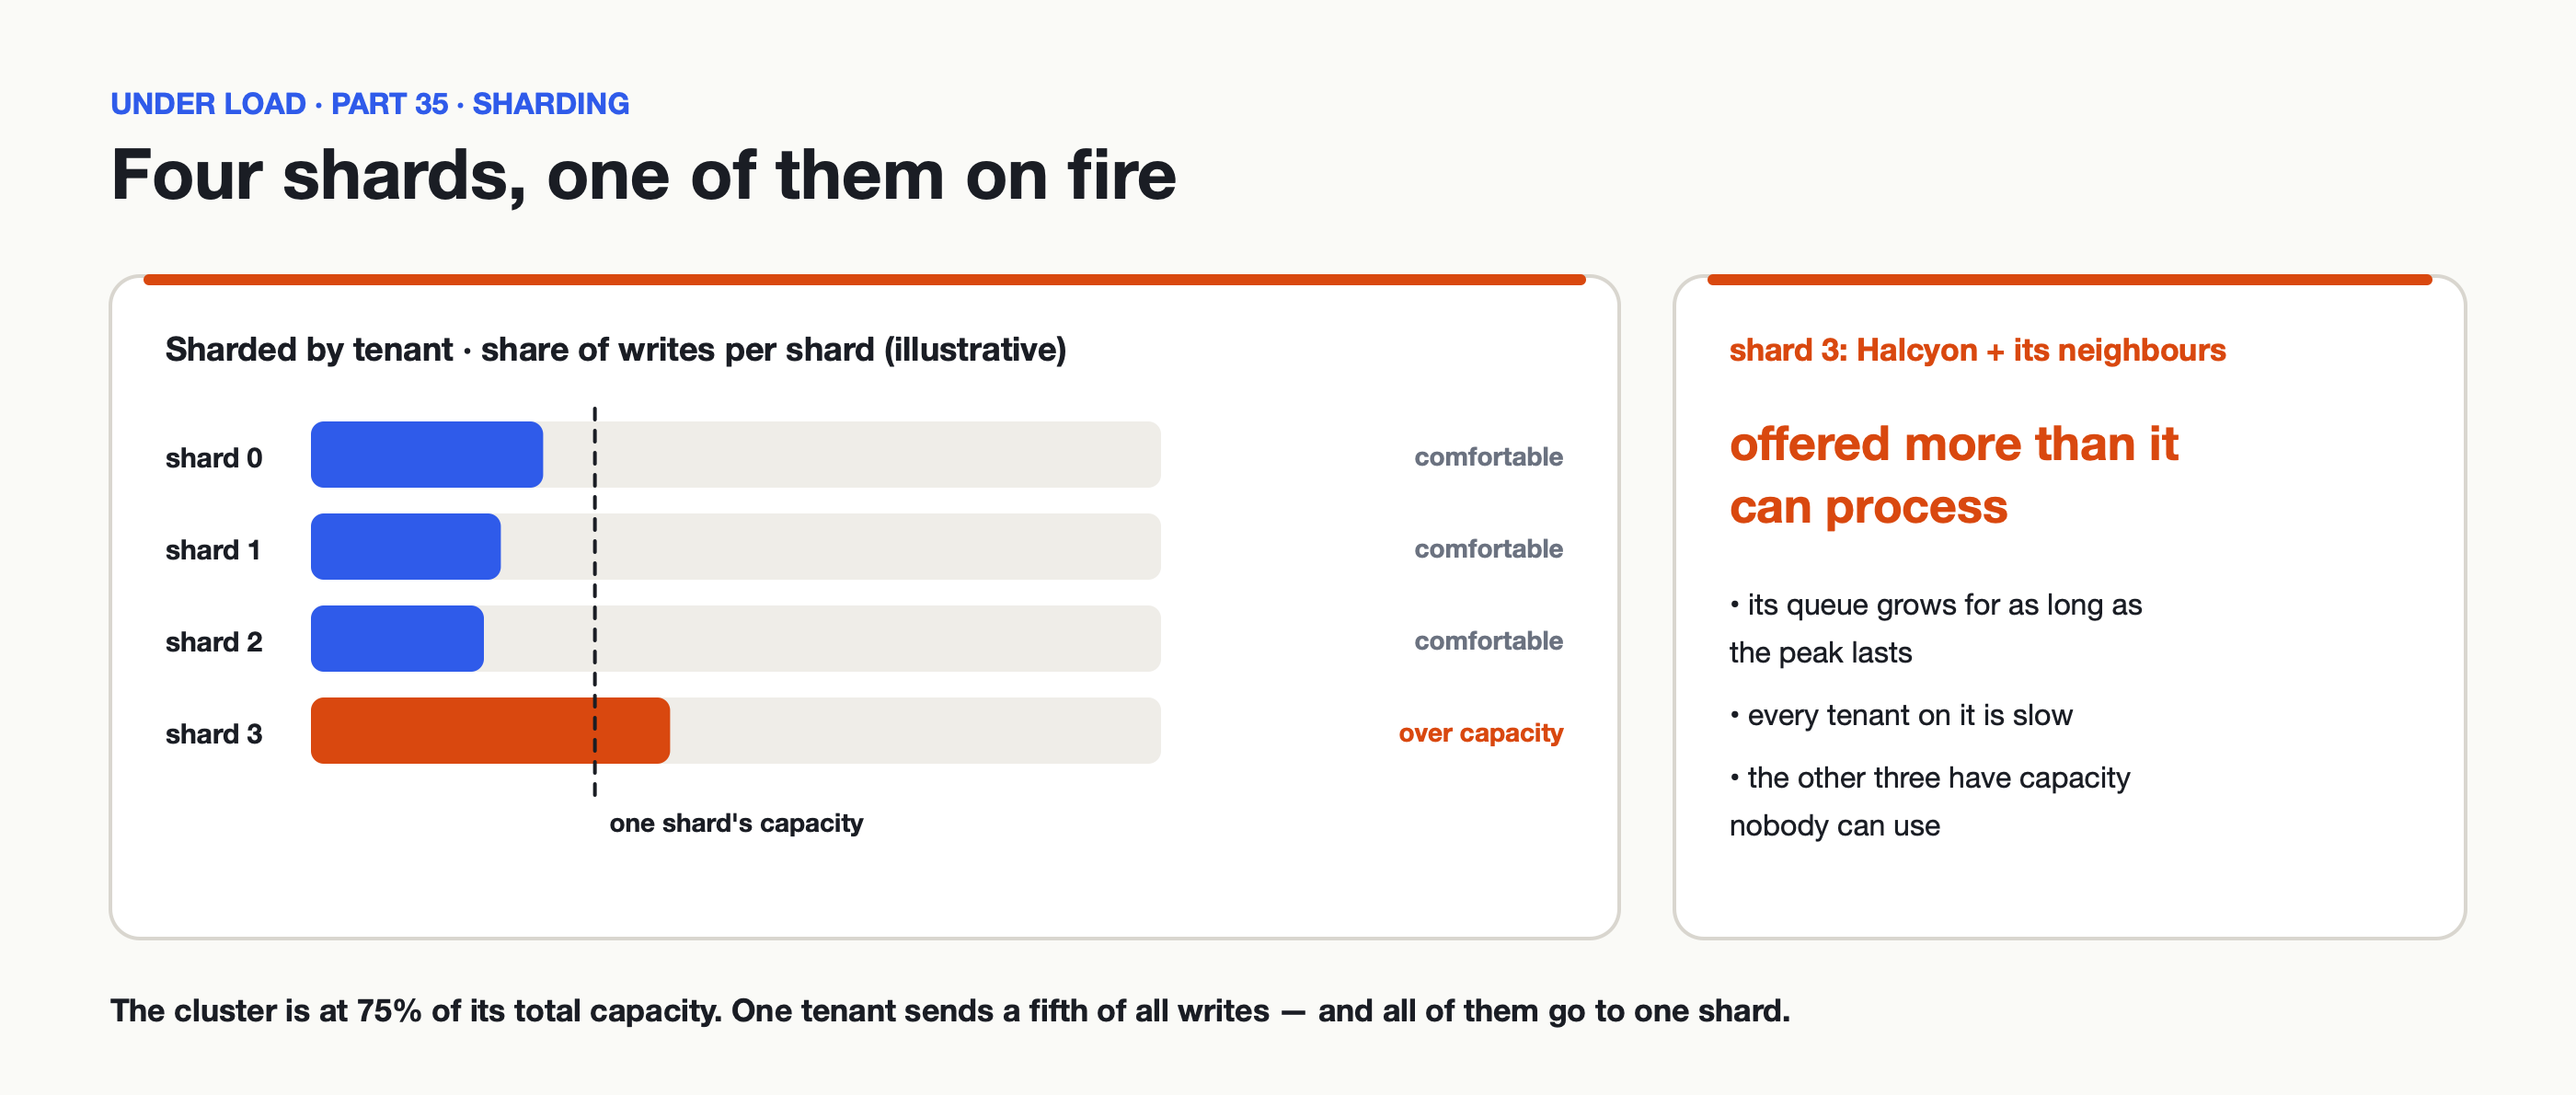 UNDER LOAD · PART 35 · SHARDING
Four shards, one of them on fire
Sharded by tenant · share of writes per shard (illustrative)
shard 0
comfortable
shard 1
comfortable
shard 2
comfortable
shard 3
over capacity
one shard's capacity
shard 3: Halcyon + its neighbours
offered more than it
can process
• its queue grows for as long as
the peak lasts
• every tenant on it is slow
• the other three have capacity
nobody can use
The cluster is at 75% of its total capacity. One tenant sends a fifth of all writes — and all of them go to one shard.